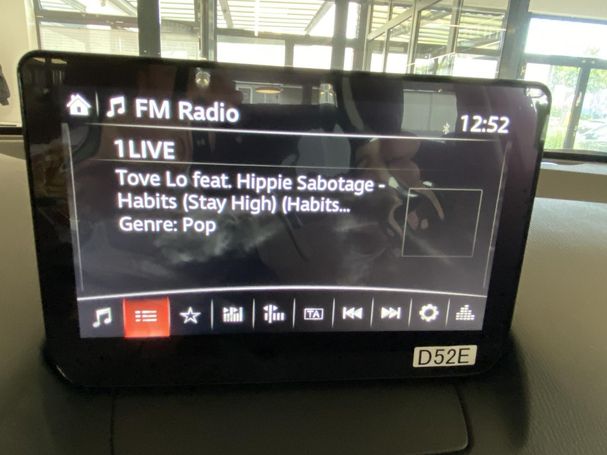 FM Radio
12:52
1LIVE
Tove Lo feat. Hippie Sabotage -
Habits (Stay High) (Habits...
Genre: Pop
TA
D52E